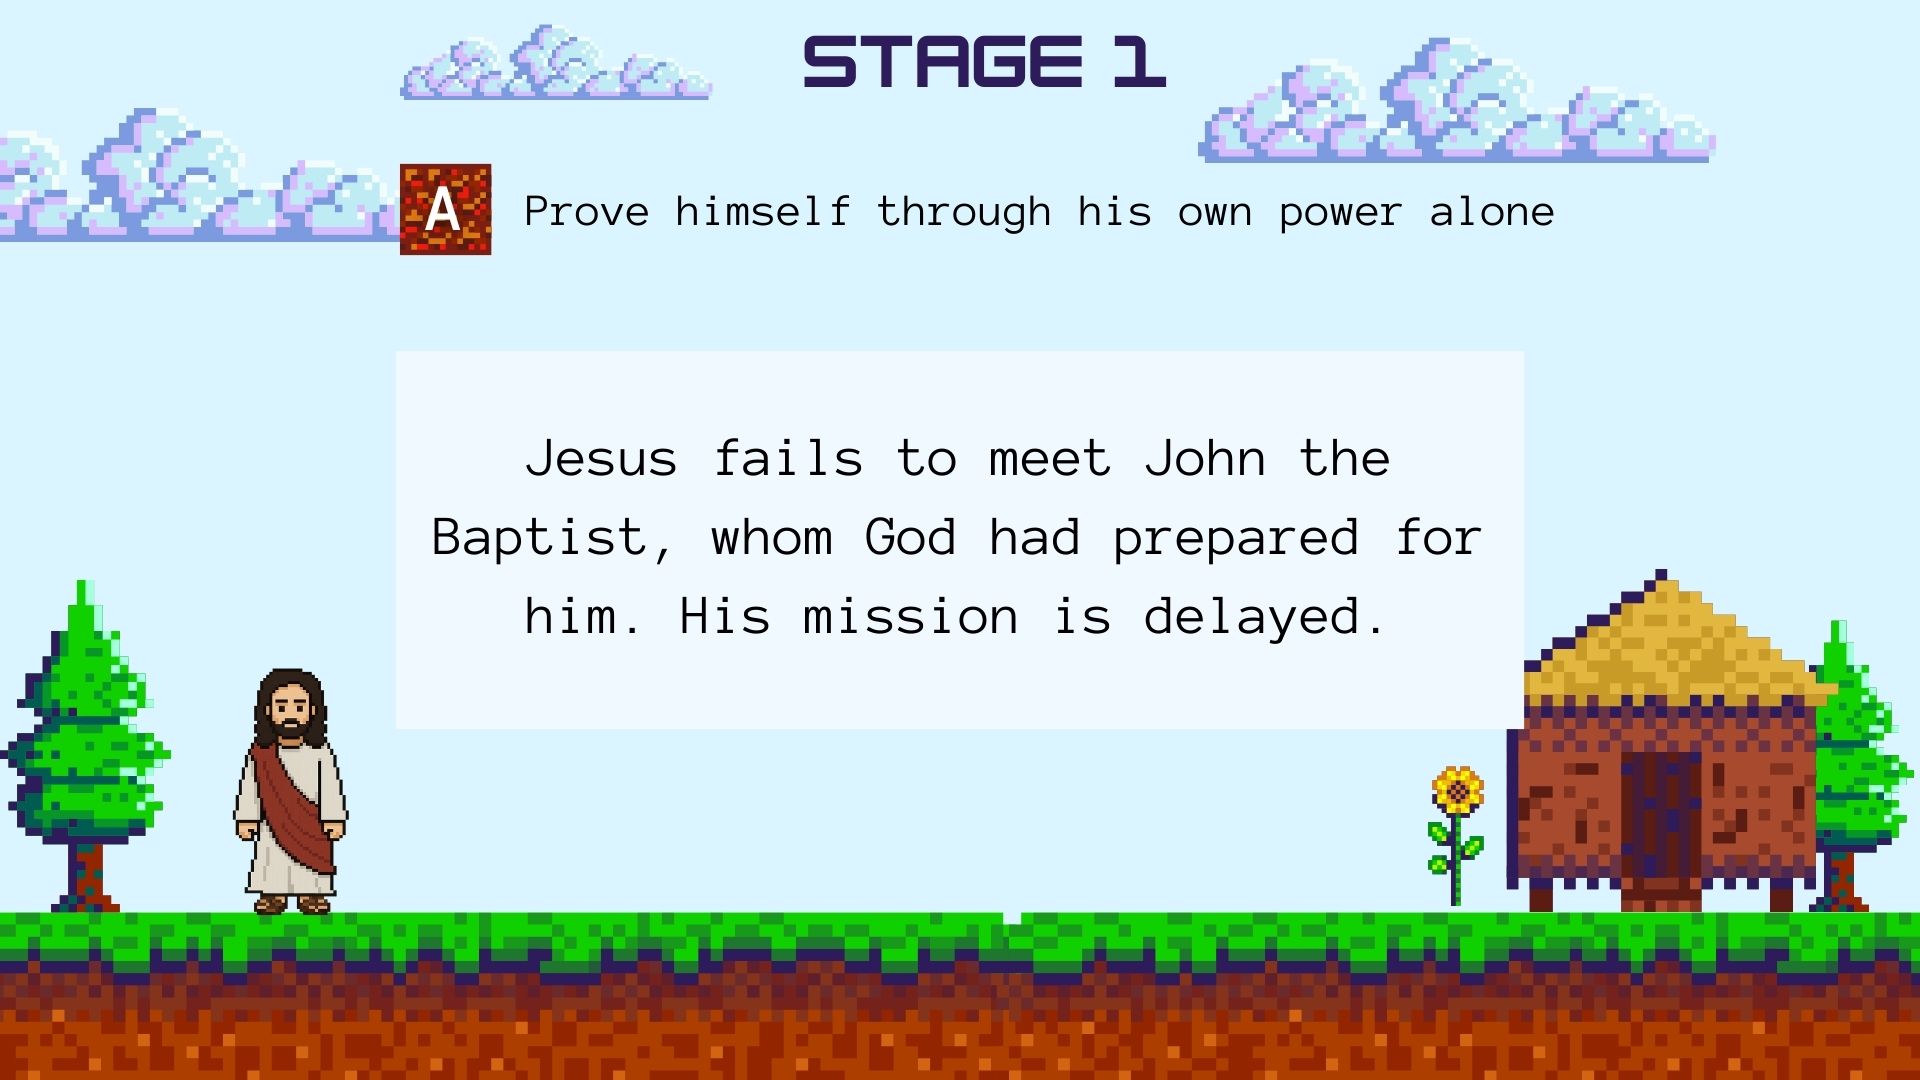 STAGE 1
A Prove himself through his own power alone
Jesus fails to meet John the
Baptist, whom God had prepared for
him. His mission is delayed.